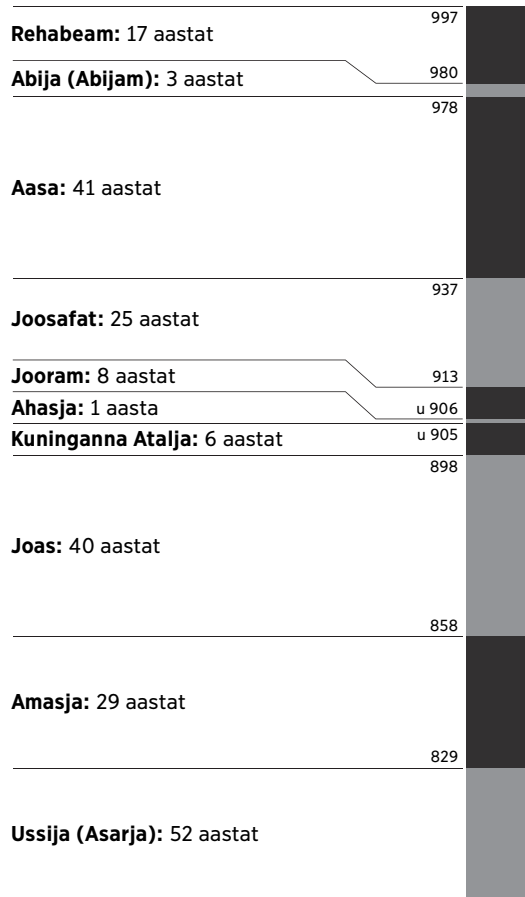 997
Rehabeam: 17 aastat
980
Abija (Abijam): 3 aastat
978
Aasa: 41 aastat
937
Joosafat: 25 aastat
913
Jooram: 8 aastat
u 906
Ahasja: 1 aasta
u 905
Kuninganna Atalja: 6 aastat
898
Joas: 40 aastat
858
Amasja: 29 aastat
829
Ussija (Asarja): 52 aastat